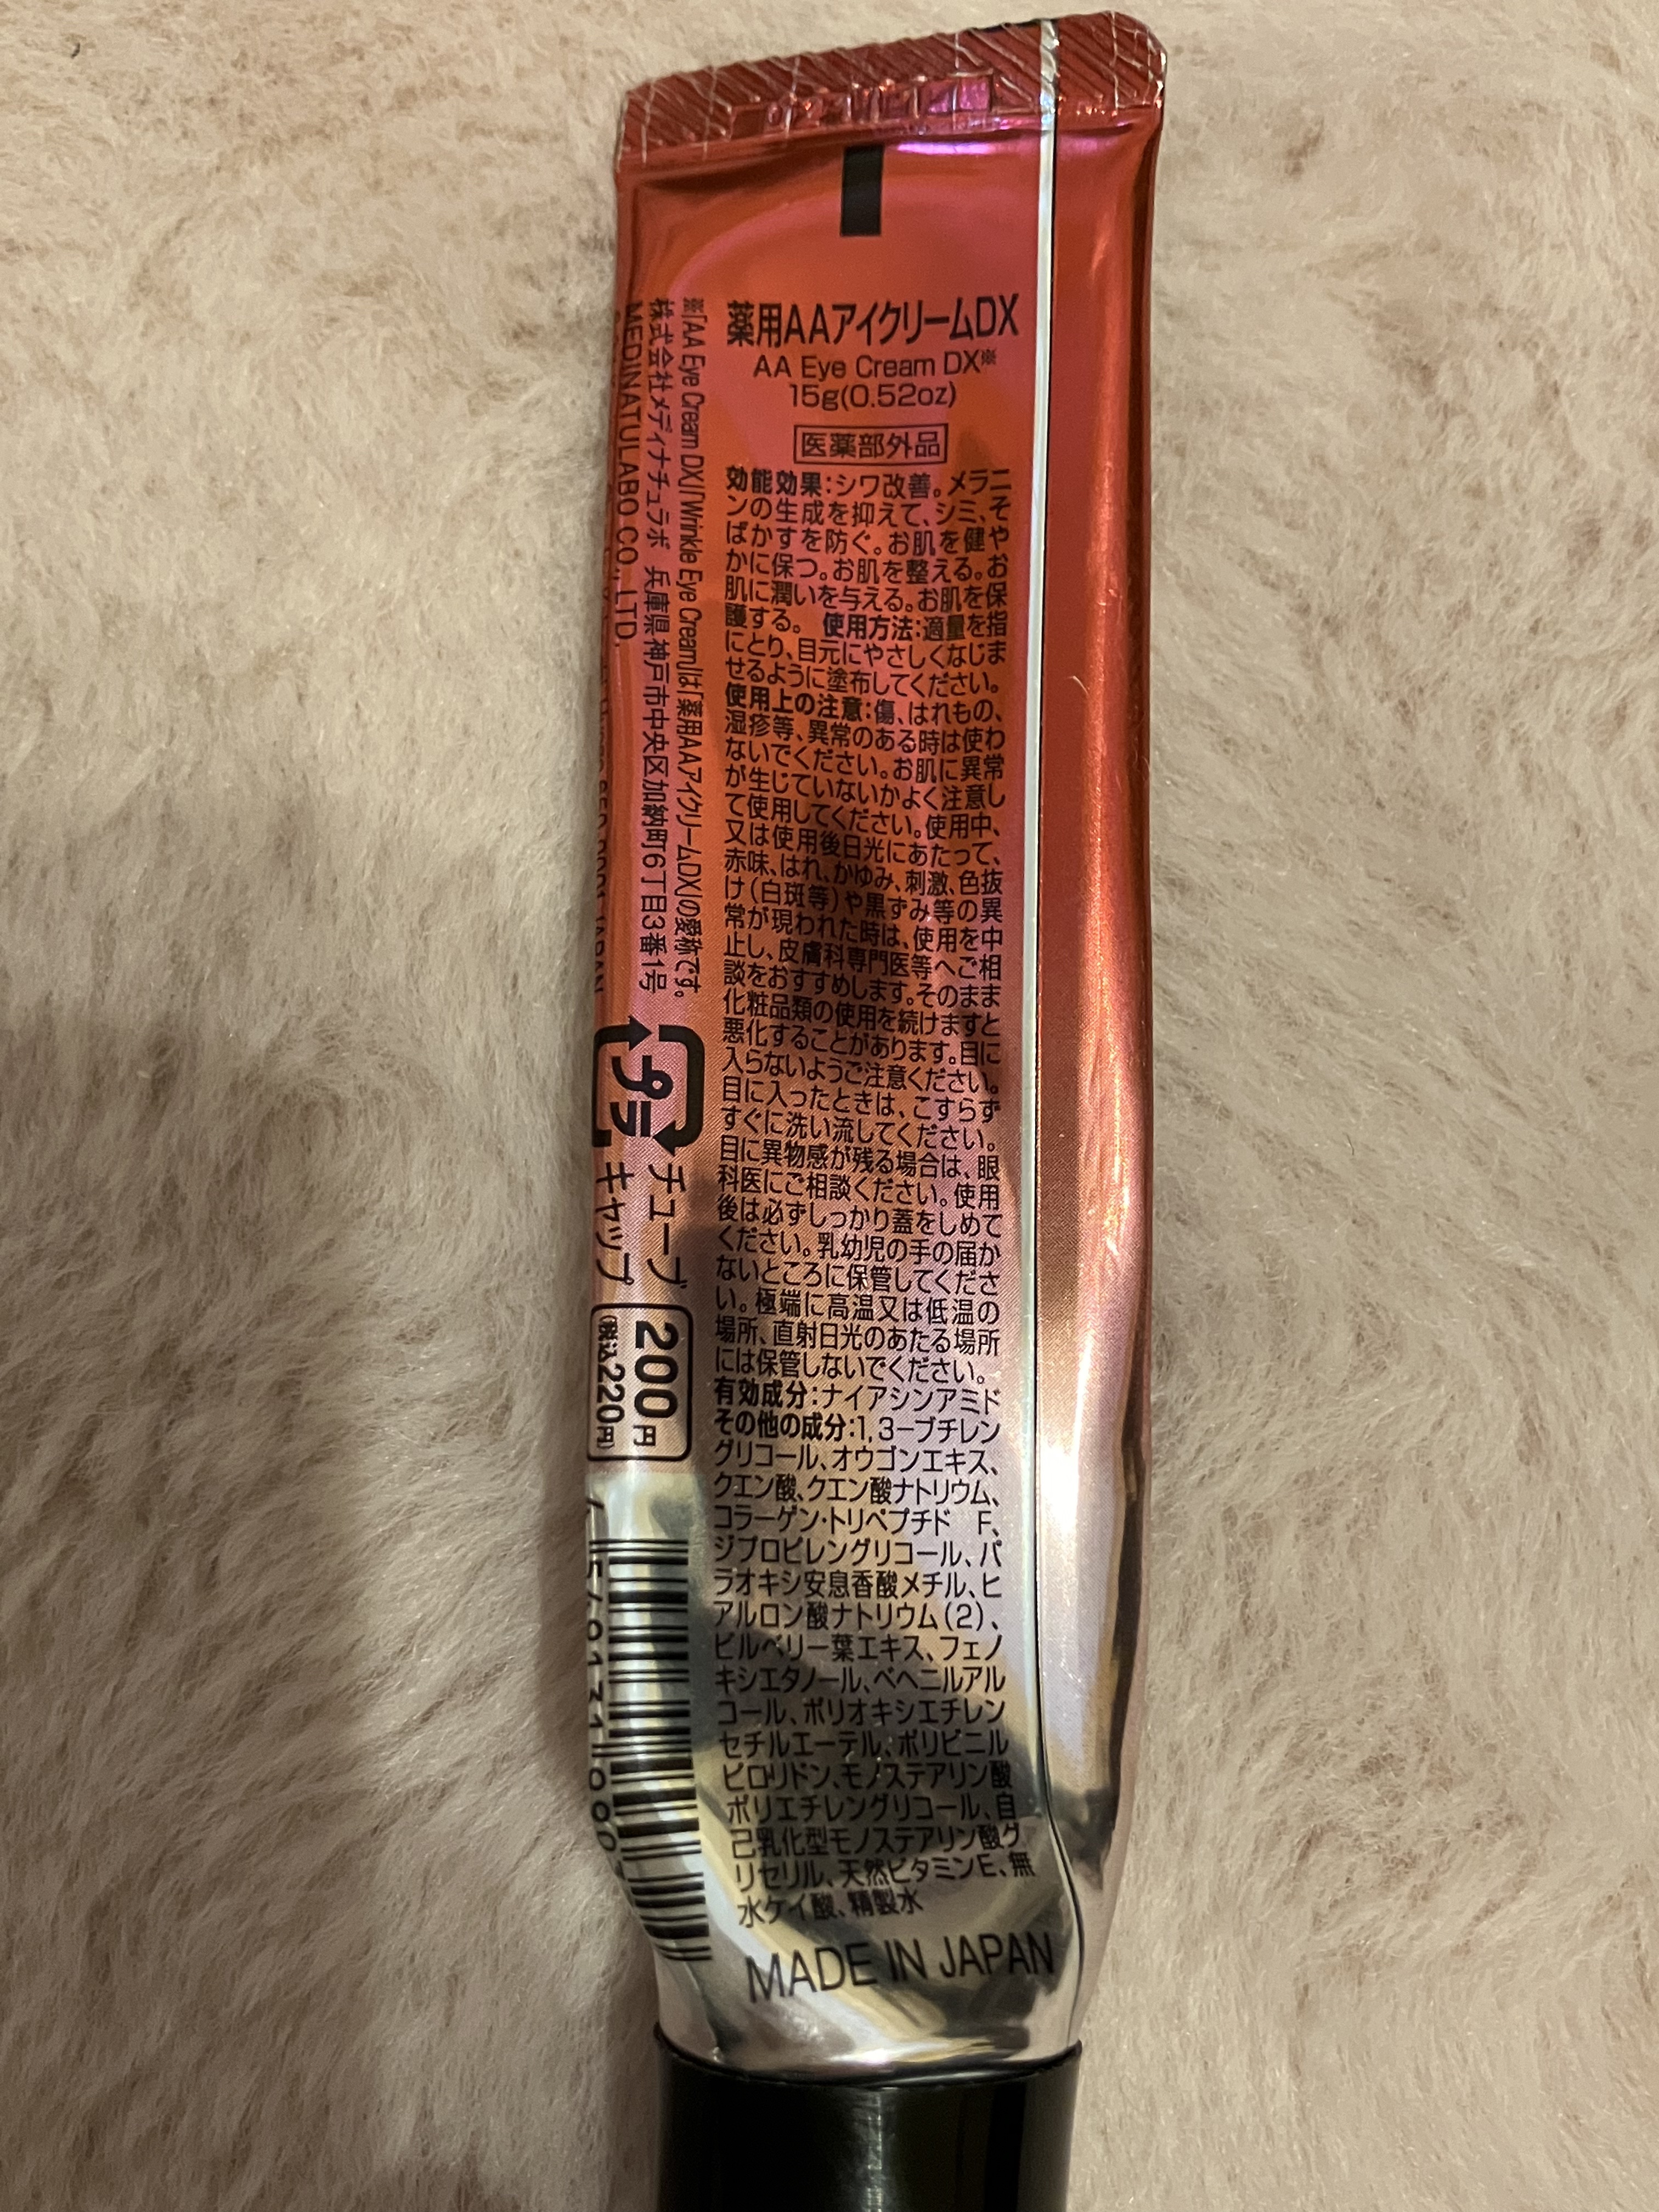 薬用AAアイクリームDX
AA Eye Cream DX※
15g(0.52oz)
医薬部外品
効能効果:シワ改善。メラニ
ンの生成を抑えて、シミ、そ
ばかすを防ぐ。お肌を健や
かに保つ。お肌を整える。お
肌に潤いを与える。お肌を保
護する。 使用方法:適量を指
にとり、目元にやさしくなじま
せるように塗布してください。
使用上の注意:傷、はれもの、
湿疹等、異常のある時は使わ
ないでください。お肌に異常
が生じていないかよく注意し
て使用してください。使用中、
又は使用後日光にあたって、
赤味、はれ、かゆみ、刺激、色抜
け(白斑等)や黒ずみ等の異
常が現われた時は、使用を中
止し、皮膚科専門医等へご相
談をおすすめします。そのまま
化粧品類の使用を続けますと
悪化することがあります。目に
入らないようご注意ください。
目に入ったときは、こすらず
すぐに洗い流してください。
目に異物感が残る場合は、眼
科医にご相談ください。使用
後は必ずしっかり蓋をしめて
ください。乳幼児の手の届か
ないところに保管してくださ
い。極端に高温又は低温の
場所、直射日光のあたる場所
には保管しないでください。
有効成分:ナイアシンアミド
その他の成分:1,3ーブチレン
グリコール、オウゴンエキス、
クエン酸、クエン酸ナトリウム、
コラーゲン・トリペプチド F、
ジプロピレングリコール、パ
ラオキシ安息香酸メチル、ヒ
アルロン酸ナトリウム(2)、
ビルベリー葉エキス、フェノ
キシエタノール、ベヘニルアル
コール、ポリオキシエチレン
セチルエーテル、ポリビニル
ピロリドン、モノステアリン酸
ポリエチレングリコール、自
己乳化型モノステアリン酸グ
リセリル、天然ビタミンE、無
水ケイ酸、精製水
MADE IN JAPAN
※「AA Eye Cream DX」「Wrinkle Eye Cream」は「薬用AAアイクリームDX」の愛称です。
株式会社メディナチュラボ 兵庫県神戸市中央区加納町6丁目3番1号
MEDINATULABO CO., LTD.
JAPAN
プラ
チューブ
キャップ
200円
(税込220円)